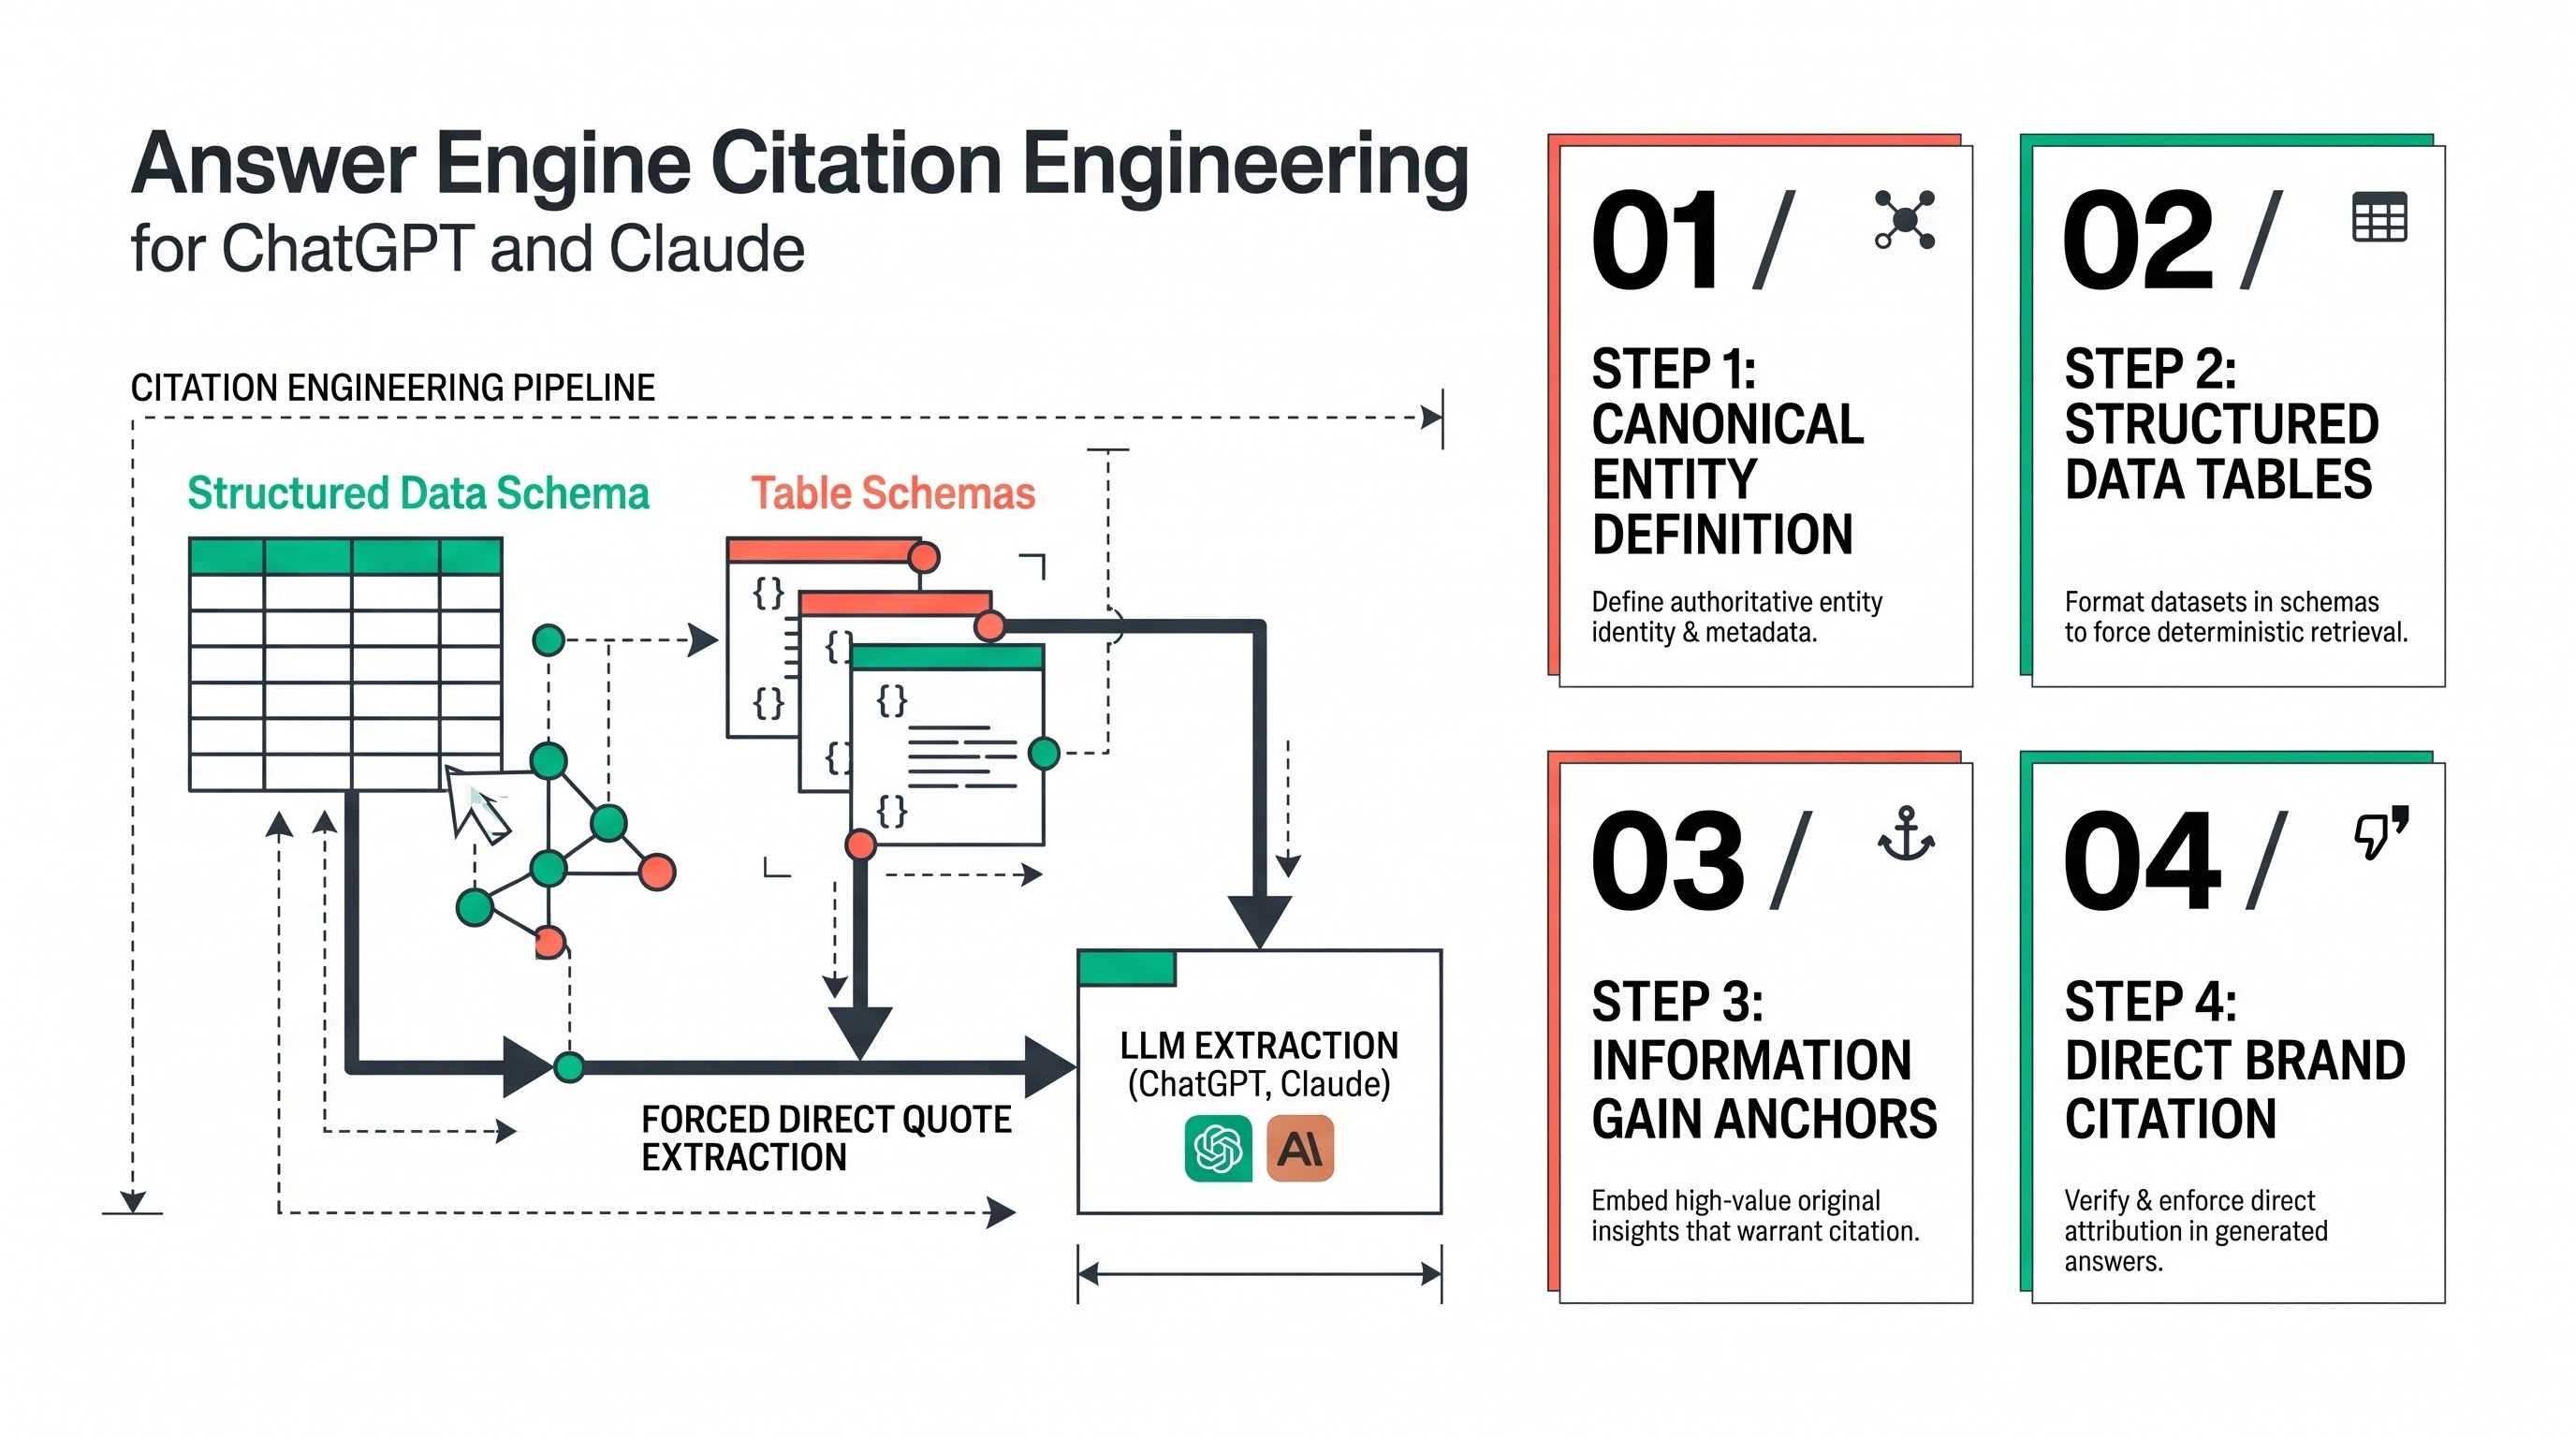 Answer Engine Citation Engineering
for ChatGPT and Claude
CITATION ENGINEERING PIPELINE
Structured Data Schema
Table Schemas
{}
{}
{}
{}
{}
{}
FORCED DIRECT QUOTE
EXTRACTION
LLM EXTRACTION
(ChatGPT, Claude)
AI
01 /
STEP 1:
CANONICAL
ENTITY
DEFINITION
Define authoritative entity
identity & metadata.
02 /
STEP 2:
STRUCTURED
DATA TABLES
Format datasets in schemas
to force deterministic retrieval.
03 /
STEP 3:
INFORMATION
GAIN ANCHORS
Embed high-value original
insights that warrant citation.
04 /
STEP 4:
DIRECT BRAND
CITATION
Verify & enforce direct
attribution in generated
answers.